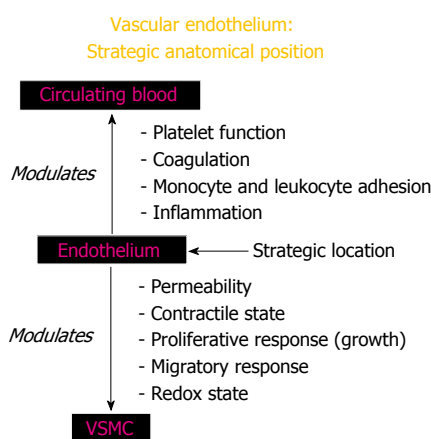 Vascular endothelium:
Strategic anatomical position
Circulating blood
- Platelet function
- Coagulation
Modulates
- Monocyte and leukocyte adhesion
- Inflammation
Endothelium
Strategic location
- Permeability
- Contractile state
Modulates
- Proliferative response (growth)
- Migratory response
- Redox state
VSMC